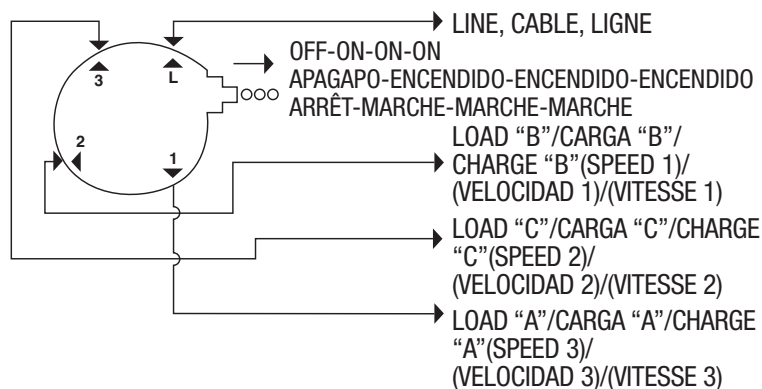 LINE, CABLE, LIGNE
OFF-ON-ON-ON
APAGAPO-ENCENDIDO-ENCENDIDO-ENCENDIDO
ARRÊT-MARCHE-MARCHE-MARCHE
3
L
2
1
LOAD “B”/CARGA “B”/
CHARGE “B”(SPEED 1)/
(VELOCIDAD 1)/(VITESSE 1)
LOAD “C”/CARGA “C”/CHARGE
“C”(SPEED 2)/
(VELOCIDAD 2)/(VITESSE 2)
LOAD “A”/CARGA “A”/CHARGE
“A”(SPEED 3)/
(VELOCIDAD 3)/(VITESSE 3)